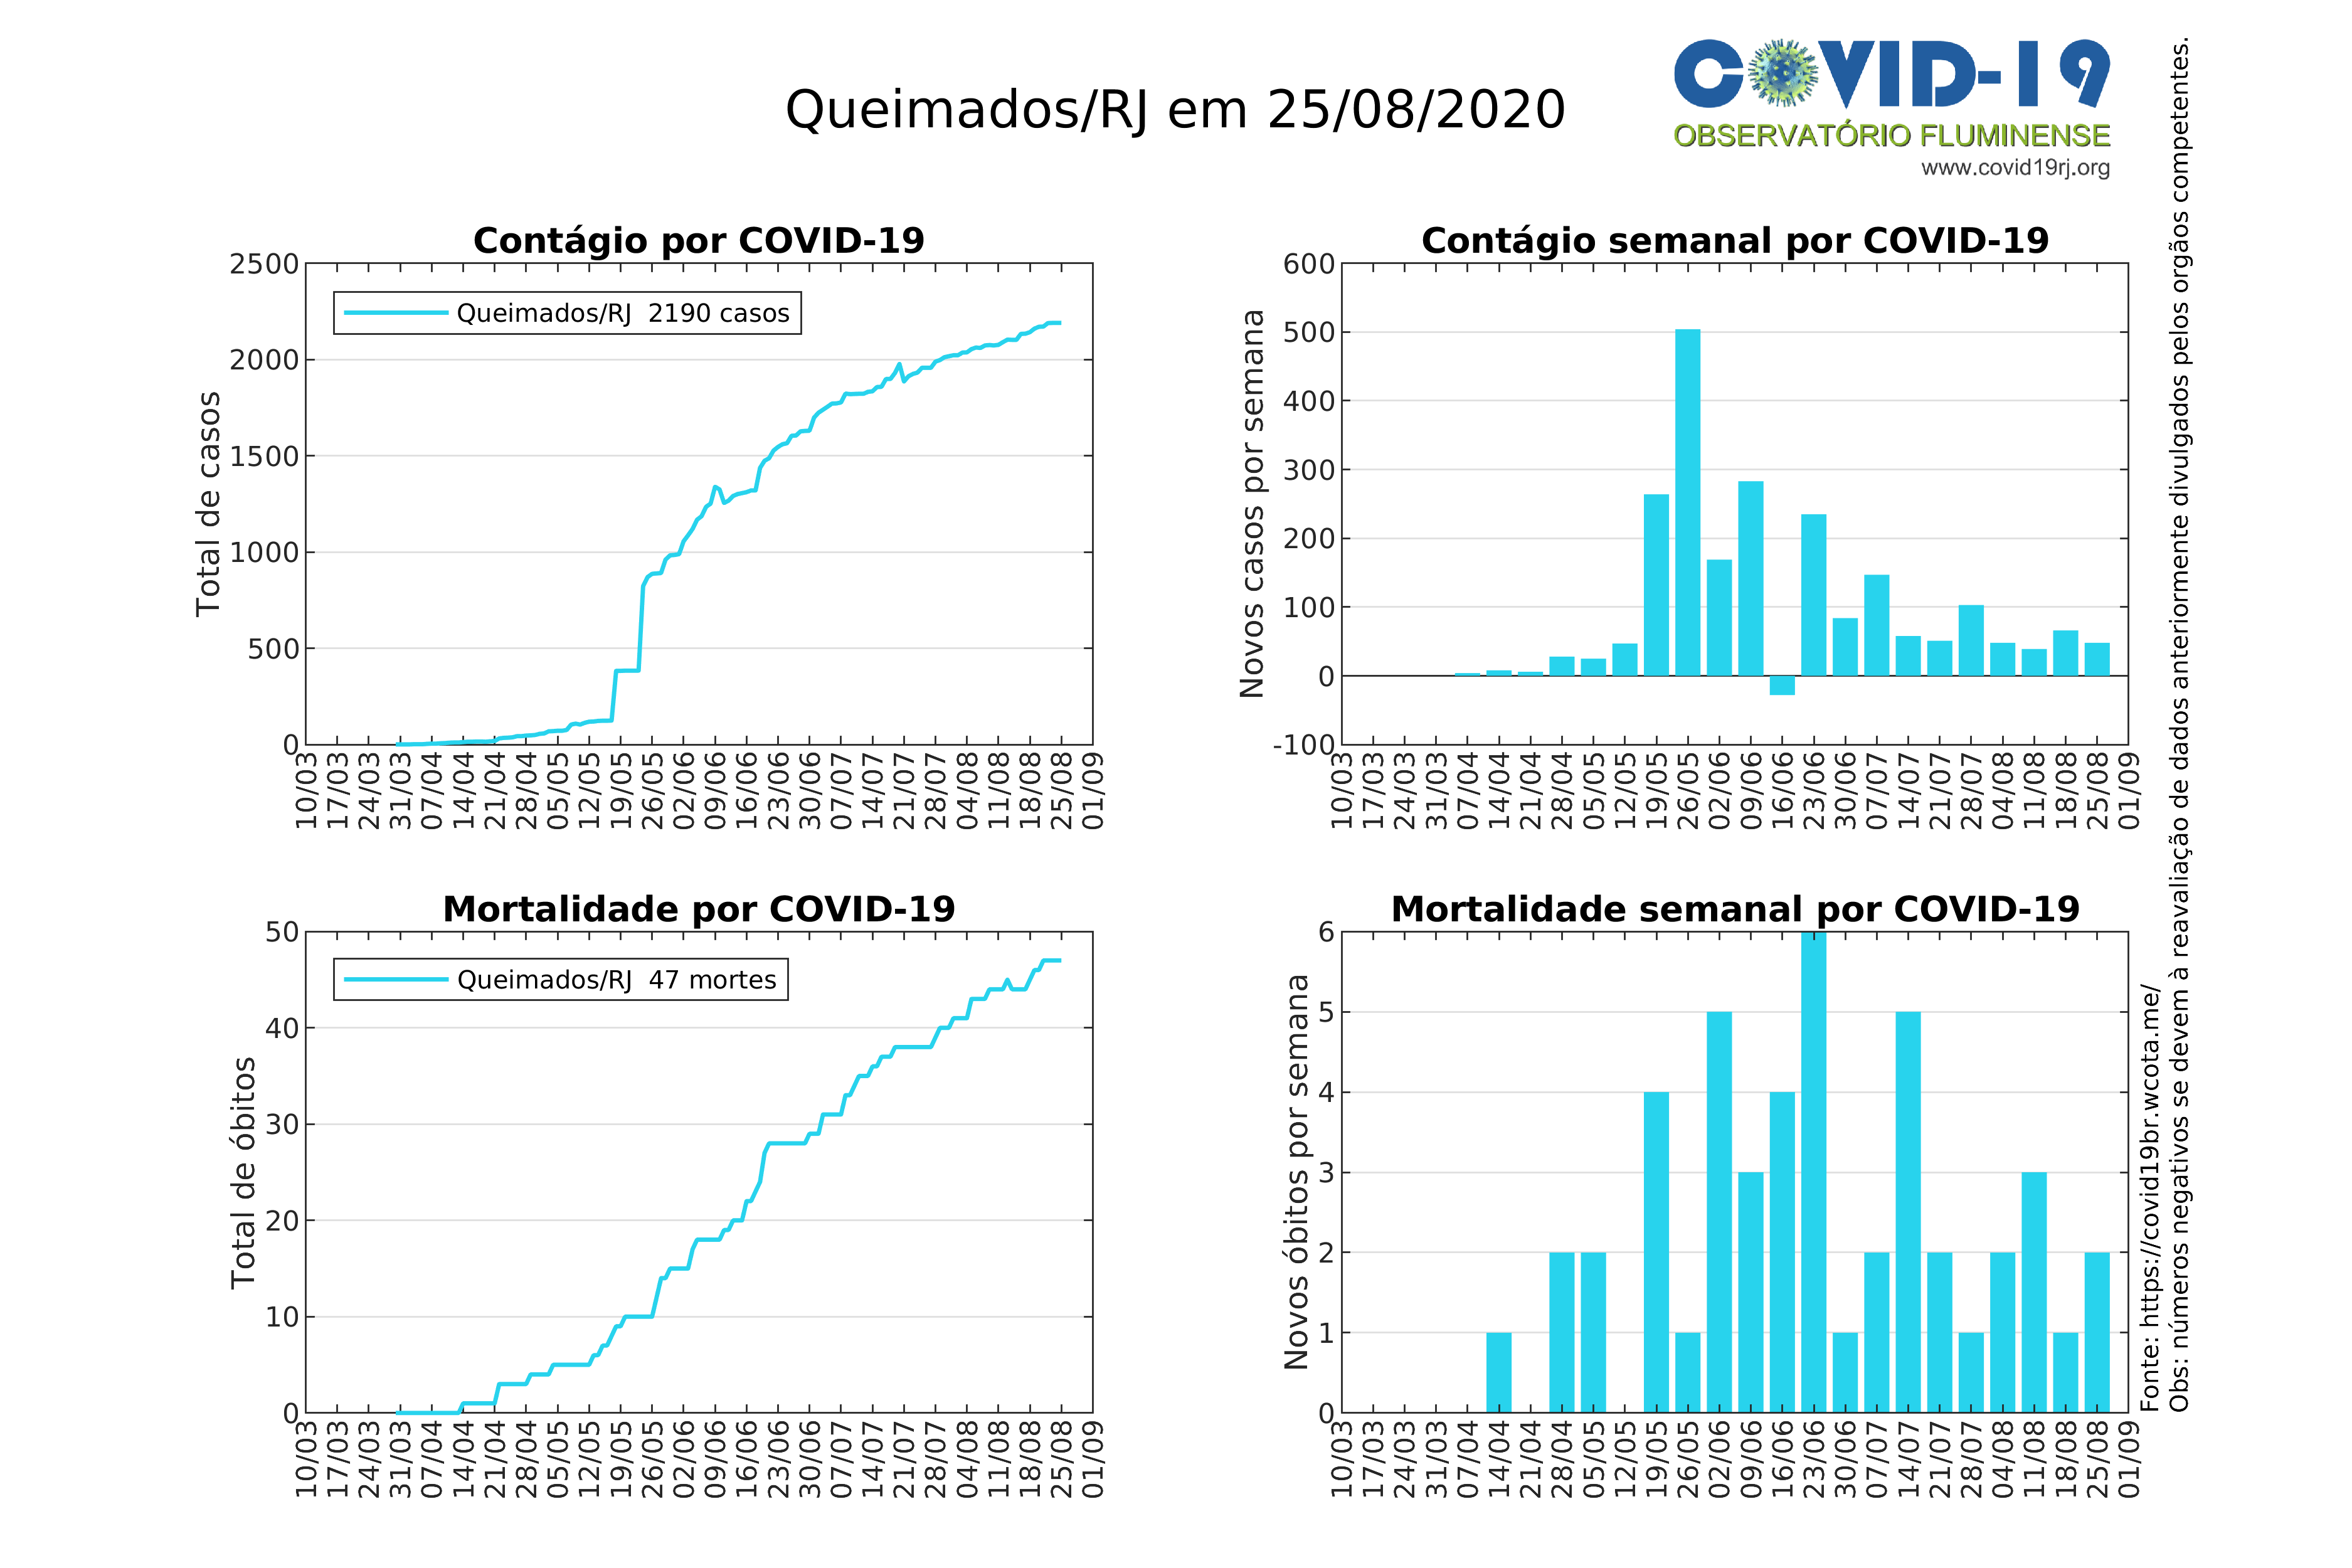 COVID-19
OBSERVATÓRIO FLUMINENSE
www.covid19rj.org
Queimados/RJ em 25/08/2020
Contágio por COVID-19
Total de casos
2500
2000
1500
1000
500
0
Queimados/RJ 2190 casos
10/03 17/03 24/03 31/03 07/04 14/04 21/04 28/04 05/05 12/05 19/05 26/05 02/06 09/06 16/06 23/06 30/06 07/07 14/07 21/07 28/07 04/08 11/08 18/08 25/08 01/09
Contágio semanal por COVID-19
Novos casos por semana
600
500
400
300
200
100
0
-100
10/03 17/03 24/03 31/03 07/04 14/04 21/04 28/04 05/05 12/05 19/05 26/05 02/06 09/06 16/06 23/06 30/06 07/07 14/07 21/07 28/07 04/08 11/08 18/08 25/08 01/09
Mortalidade por COVID-19
Total de óbitos
50
40
30
20
10
0
Queimados/RJ 47 mortes
10/03 17/03 24/03 31/03 07/04 14/04 21/04 28/04 05/05 12/05 19/05 26/05 02/06 09/06 16/06 23/06 30/06 07/07 14/07 21/07 28/07 04/08 11/08 18/08 25/08 01/09
Mortalidade semanal por COVID-19
Novos óbitos por semana
6
5
4
3
2
1
0
10/03 17/03 24/03 31/03 07/04 14/04 21/04 28/04 05/05 12/05 19/05 26/05 02/06 09/06 16/06 23/06 30/06 07/07 14/07 21/07 28/07 04/08 11/08 18/08 25/08 01/09
Fonte: https://covid19br.wcota.me/
Obs: números negativos se devem à reavaliação de dados anteriormente divulgados pelos orgãos competentes.